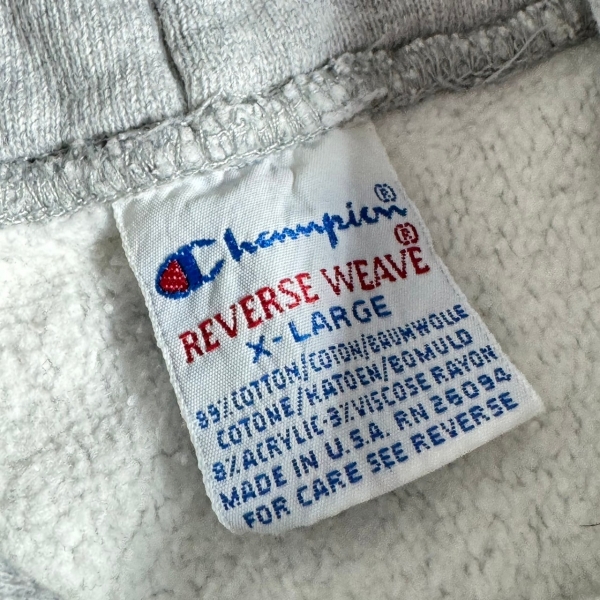 Champion®
REVERSE WEAVE®
X-LARGE
89%COTTON/COTON/BAUMWOLLE
COTONE/KATOEN/BOMULD
8%ACRYLIC-3%VISCOSE RAYON
MADE IN U.S.A. RN 26094
FOR CARE SEE REVERSE